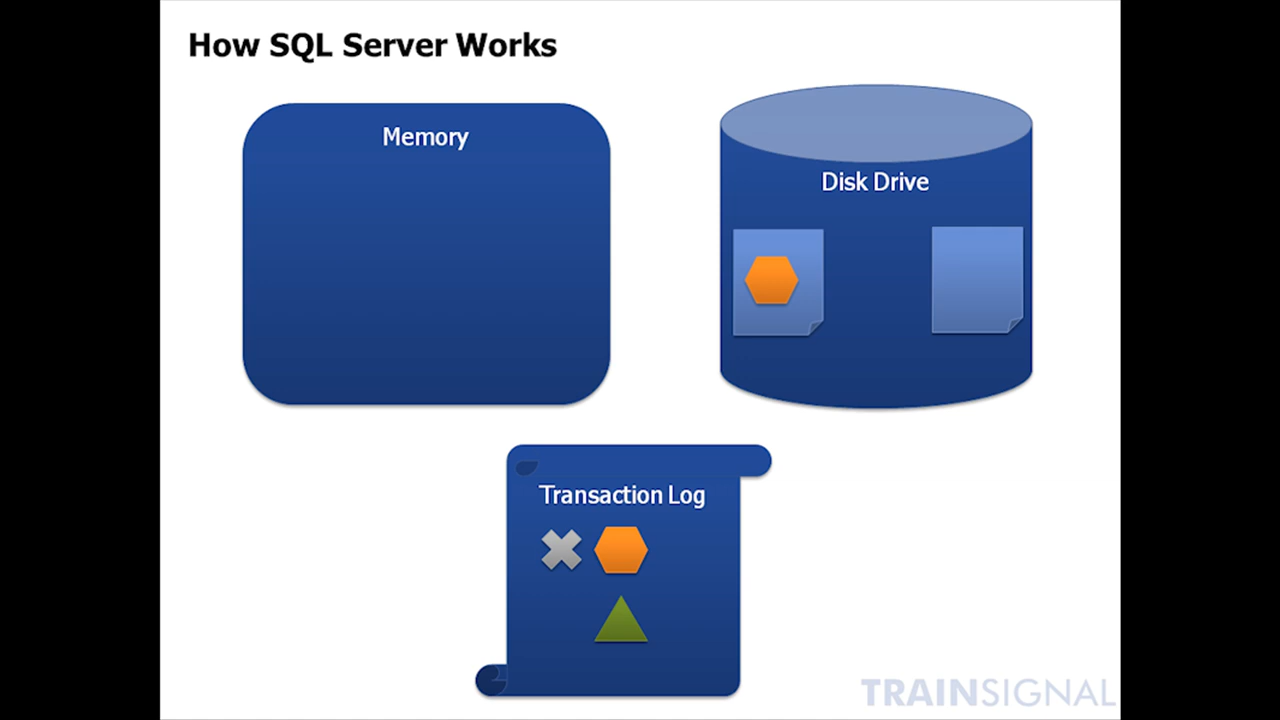 How SQL Server Works
Memory
Disk Drive
Transaction Log
TRAINSIGNAL